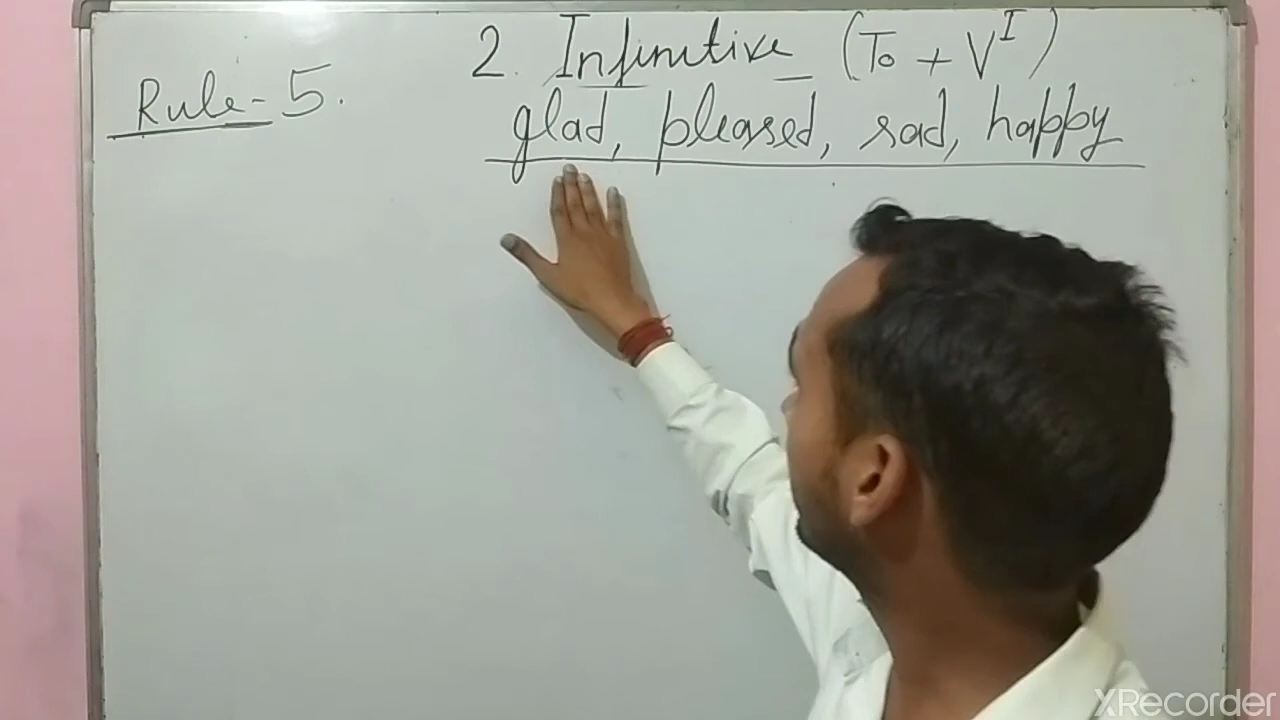 2. Infinitive (To + V^I)
Rule-5.
glad, pleased, sad, happy
XRecorder